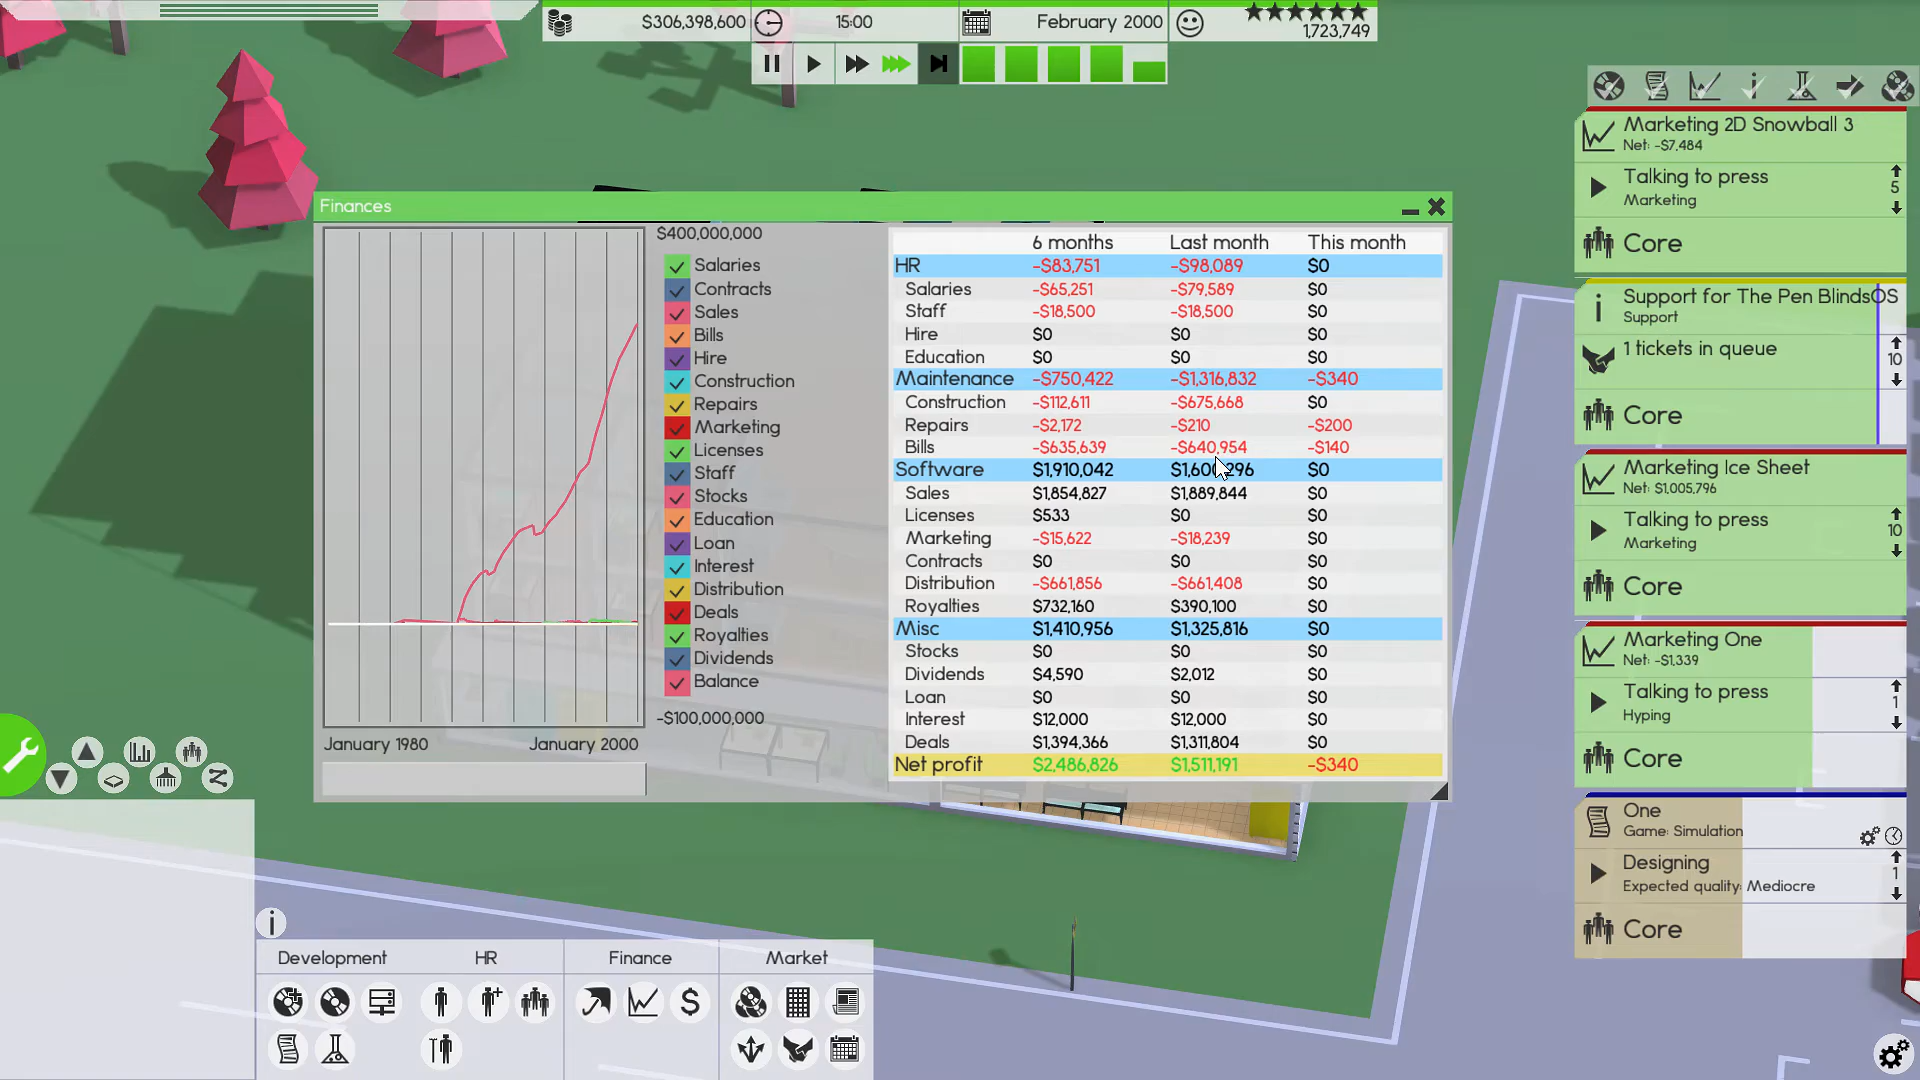 $306,398,600
15:00
February 2000
1,723,749
Finances
$400,000,000
Salaries
Contracts
Sales
Bills
Hire
Construction
Repairs
Marketing
Licenses
Staff
Stocks
Education
Loan
Interest
Distribution
Deals
Royalties
Dividends
Balance
-$100,000,000
January 1980
January 2000
6 months Last month This month
HR -$83,751 -$98,089 $0
Salaries -$65,251 -$79,589 $0
Staff -$18,500 -$18,500 $0
Hire $0 $0 $0
Education $0 $0 $0
Maintenance -$750,422 -$1,316,832 -$340
Construction -$112,611 -$675,668 $0
Repairs -$2,172 -$210 -$200
Bills -$635,639 -$640,954 -$140
Software $1,910,042 $1,600,296 $0
Sales $1,854,827 $1,889,844 $0
Licenses $533 $0 $0
Marketing -$15,622 -$18,239 $0
Contracts $0 $0 $0
Distribution -$661,856 -$661,408 $0
Royalties $732,160 $390,100 $0
Misc $1,410,956 $1,325,816 $0
Stocks $0 $0 $0
Dividends $4,590 $2,012 $0
Loan $0 $0 $0
Interest $12,000 $12,000 $0
Deals $1,394,366 $1,311,804 $0
Net profit $2,486,826 $1,511,191 -$340
Marketing 2D Snowball 3
Net: -$7,484
Talking to press
Marketing
5
Core
Support for The Pen BlindsOS
Support
1 tickets in queue
10
Core
Marketing Ice Sheet
Net: $1,005,796
Talking to press
Marketing
10
Core
Marketing One
Net: -$1,339
Talking to press
Hyping
1
Core
One
Game: Simulation
Designing
Expected quality: Mediocre
1
Core
Development
HR
Finance
Market